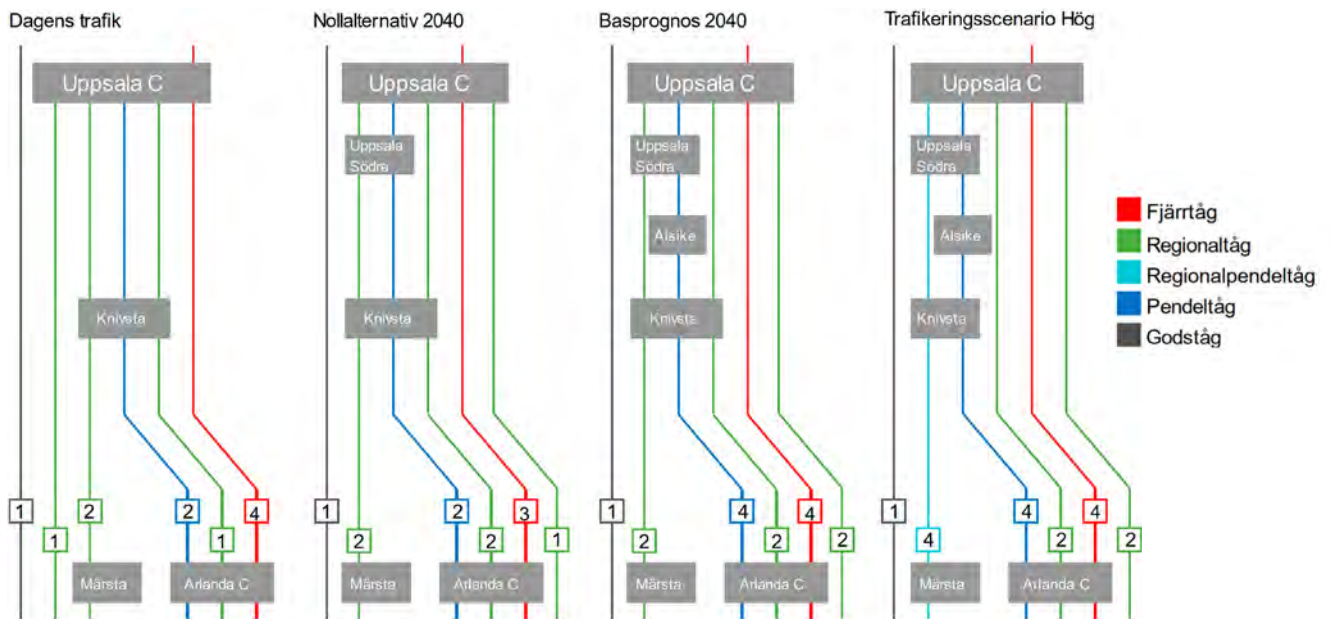 Dagens trafik
Nollalternativ 2040
Basprognos 2040
Trafikeringsscenario Hög
Uppsala C
Uppsala C
Uppsala C
Uppsala C
Uppsala
Södra
Uppsala
Södra
Uppsala
Södra
Alsike
Alsike
Knivsta
Knivsta
Knivsta
Knivsta
Fjärrtåg
Regionaltåg
Regionalpendeltåg
Pendeltåg
Godståg
1
2
2
4
1
2
3
1
4
4
1
4
4
1
1
2
2
1
2
2
2
4
2
2
Märsta
Arlanda C
Märsta
Arlanda C
Märsta
Arlanda C
Märsta
Arlanda C